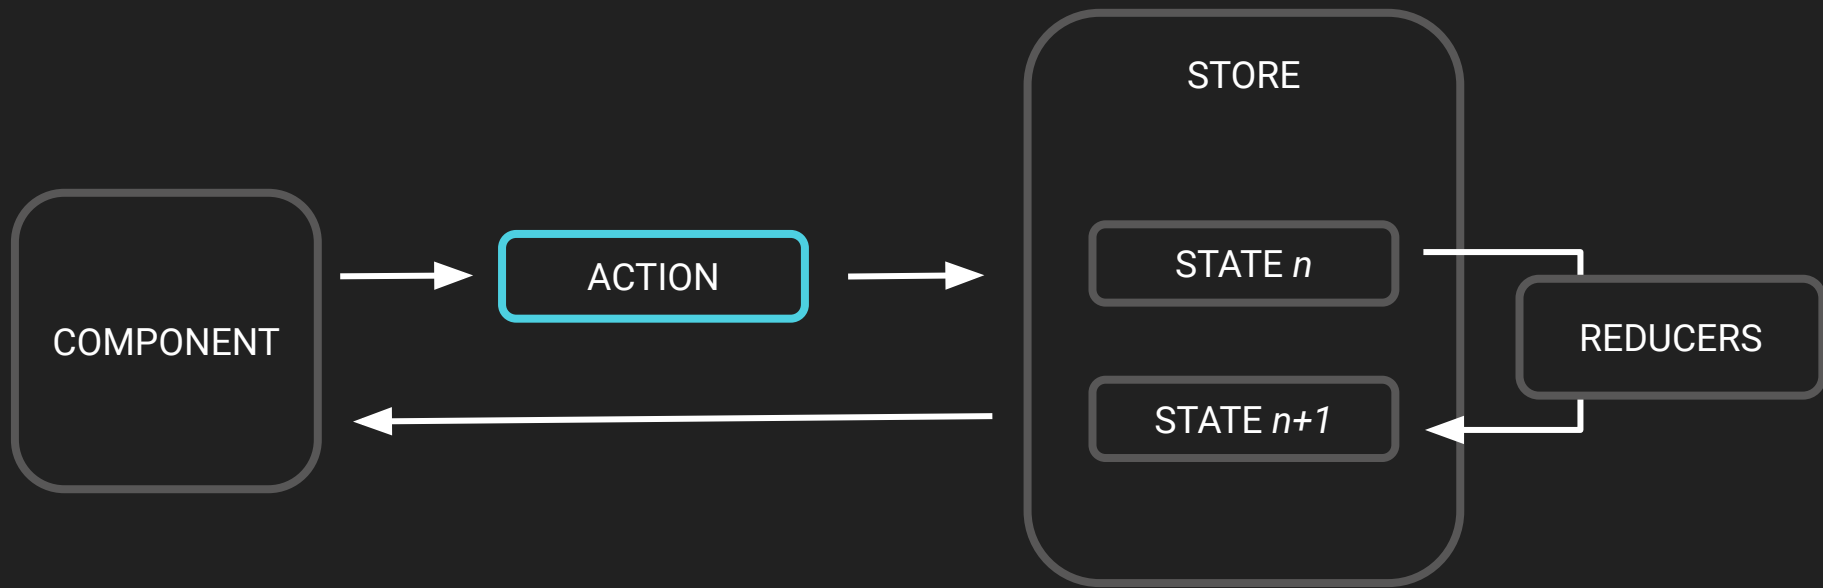 STORE
COMPONENT
ACTION
STATE n
STATE n+1
REDUCERS